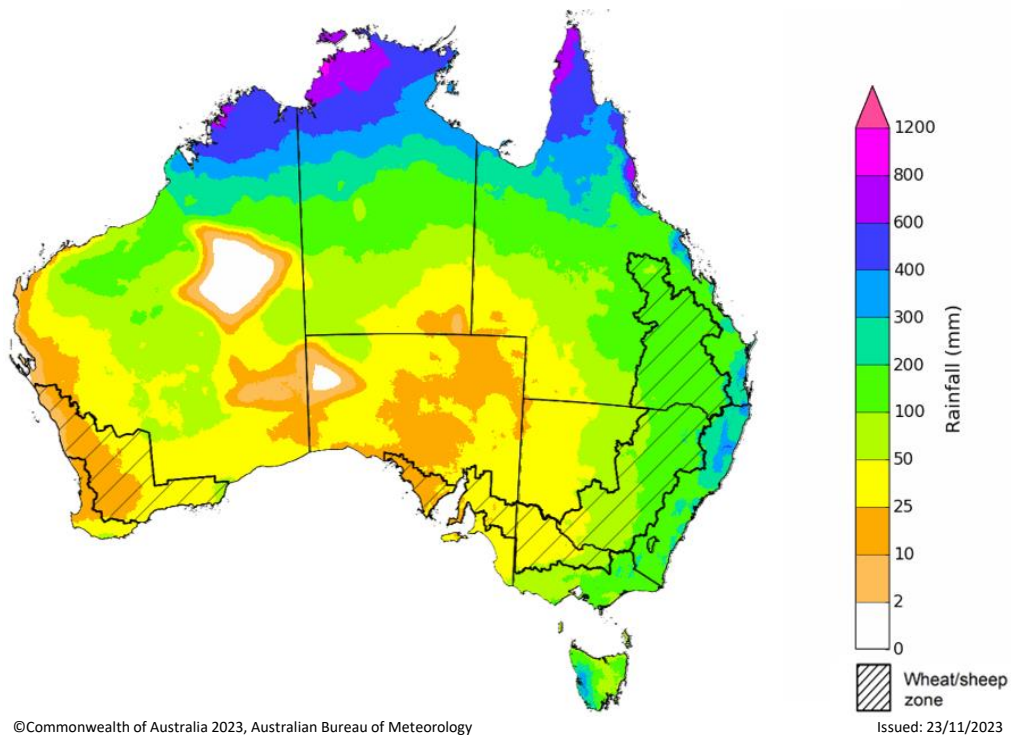 1200
800
600
400
300
200
100
50
25
10
2
0
Rainfall (mm)
Wheat/sheep
zone
©Commonwealth of Australia 2023, Australian Bureau of Meteorology
Issued: 23/11/2023